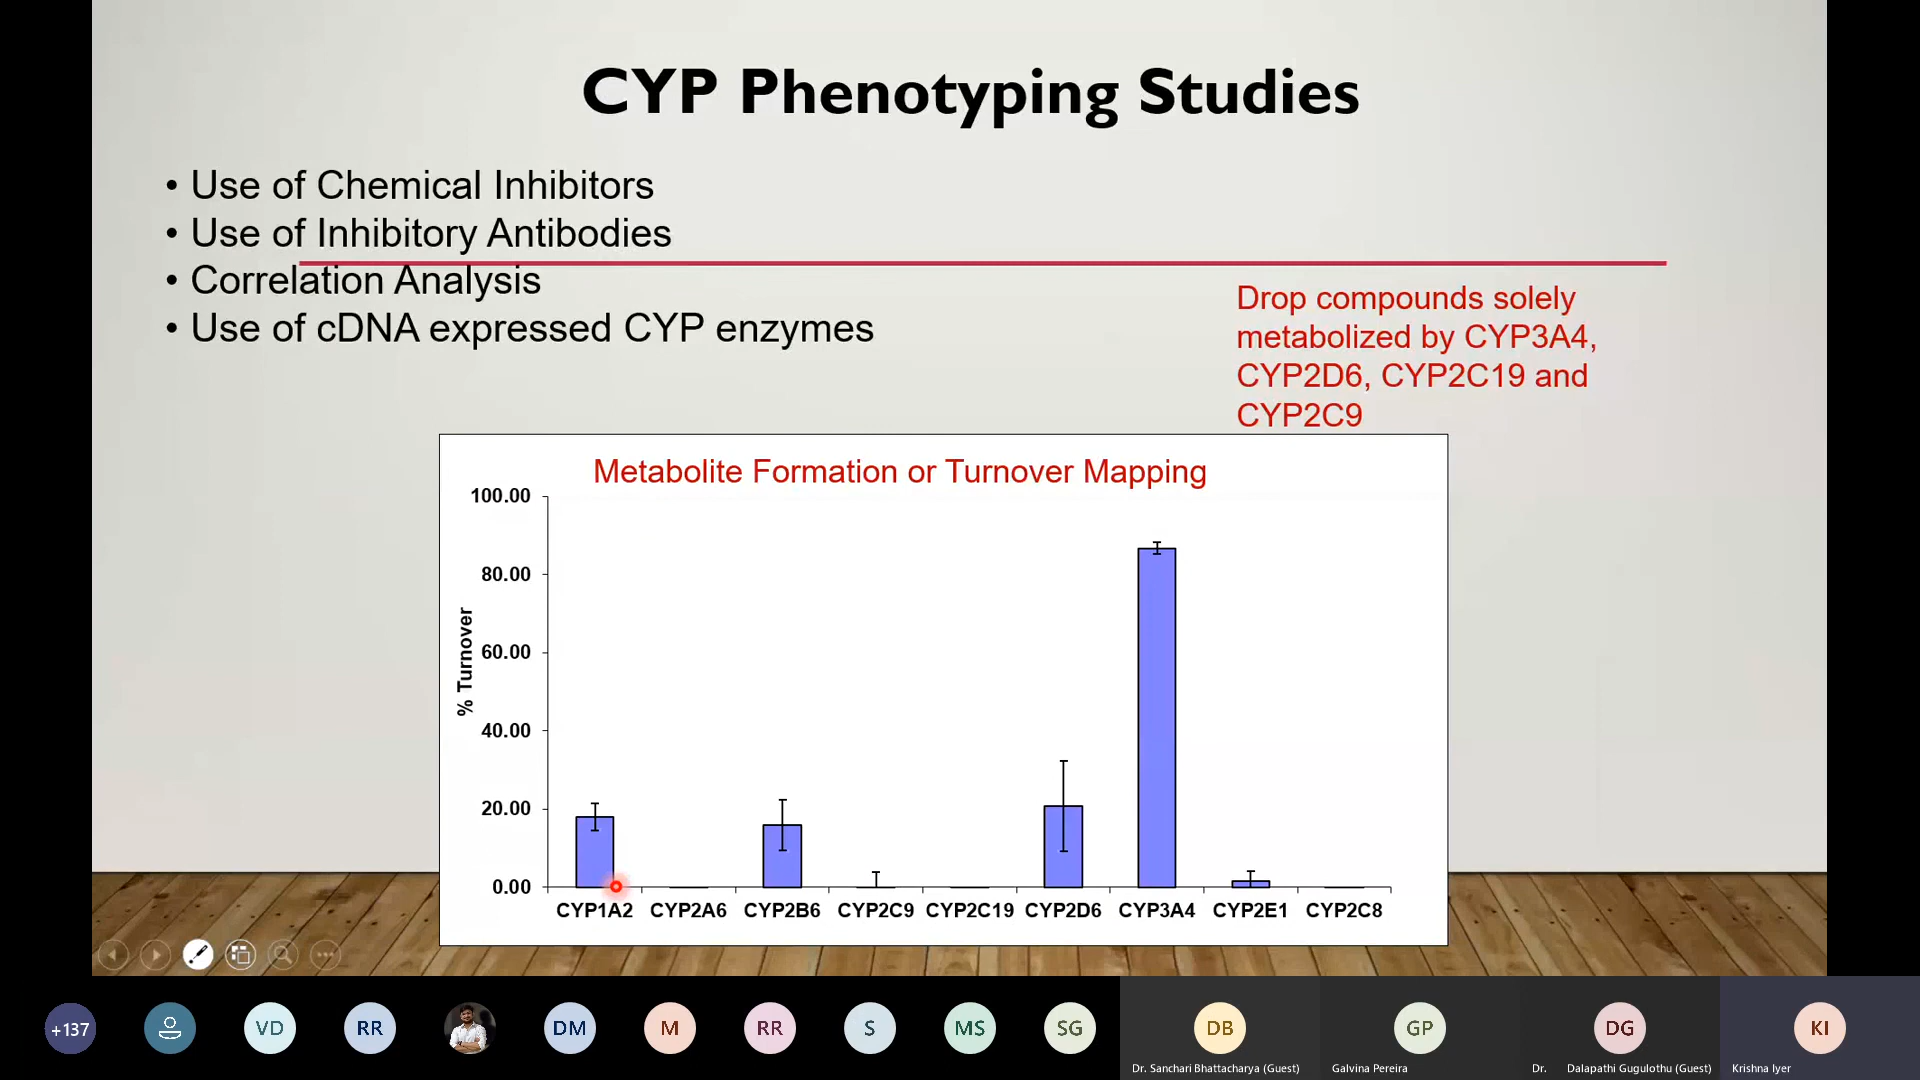 CYP Phenotyping Studies
• Use of Chemical Inhibitors
• Use of Inhibitory Antibodies
• Correlation Analysis
• Use of cDNA expressed CYP enzymes
Drop compounds solely
metabolized by CYP3A4,
CYP2D6, CYP2C19 and
CYP2C9
Metabolite Formation or Turnover Mapping
% Turnover
100.00
80.00
60.00
40.00
20.00
0.00
CYP1A2 CYP2A6 CYP2B6 CYP2C9 CYP2C19 CYP2D6 CYP3A4 CYP2E1 CYP2C8
+137 VD RR DM M RR S MS SG DB GP DG KI
Dr. Sanchari Bhattacharya (Guest) Galvina Pereira Dr. Dalapathi Gugulothu (Guest) Krishna Iyer